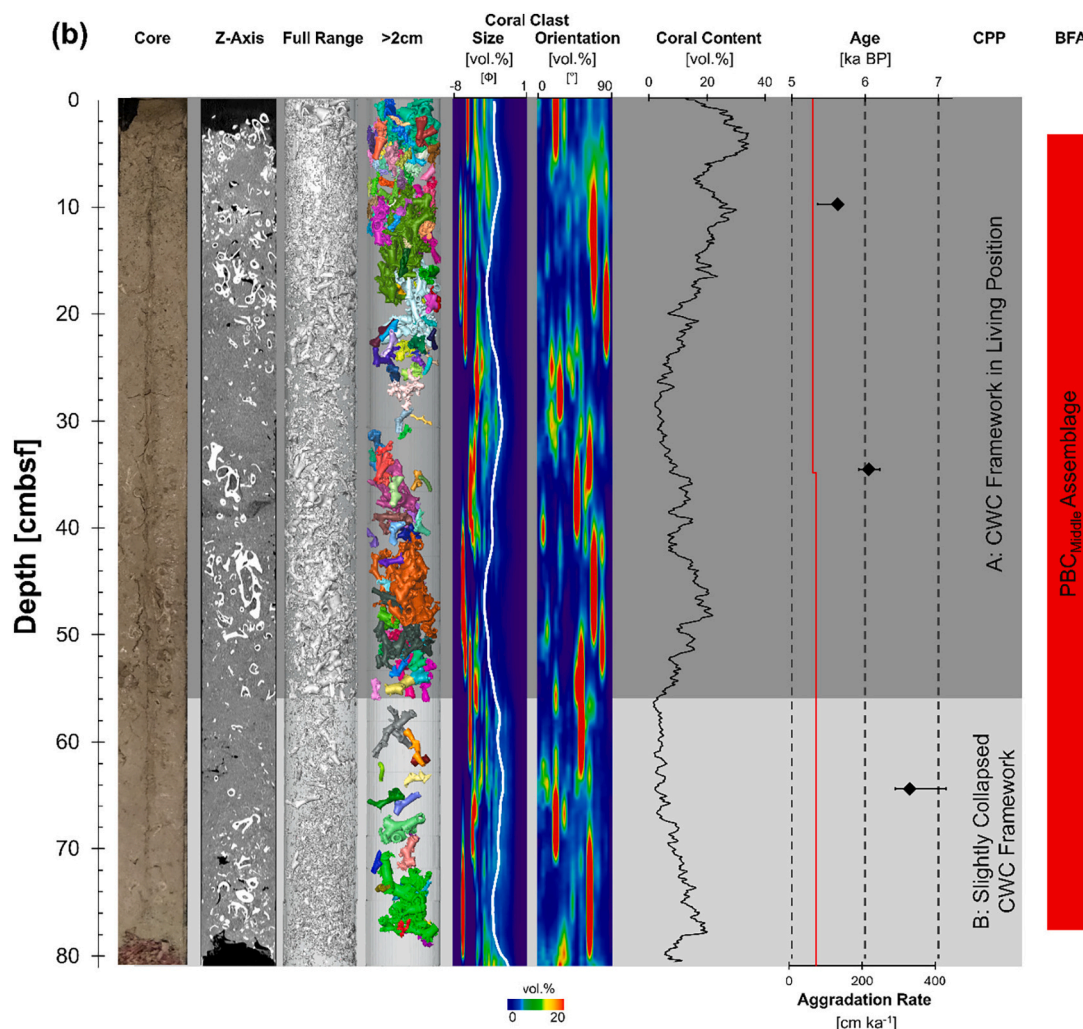 (b)
Core
Z-Axis
Full Range
>2cm
Coral Clast
Size
[vol.%]
[Φ]
-8
1
Orientation
[vol.%]
[°]
0
90
Coral Content
[vol.%]
0
20
40
Age
[ka BP]
5
6
7
CPP
BFA
Depth [cmbsf]
0
10
20
30
40
50
60
70
80
A: CWC Framework in Living Position
B: Slightly Collapsed
CWC Framework
PBCMiddle Assemblage
vol.%
0
20
0
200
400
Aggradation Rate
[cm ka⁻¹]